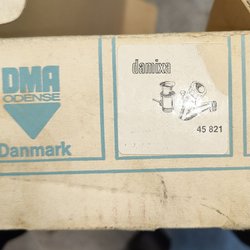 DMA
ODENSE
Danmark
damixa
45 821